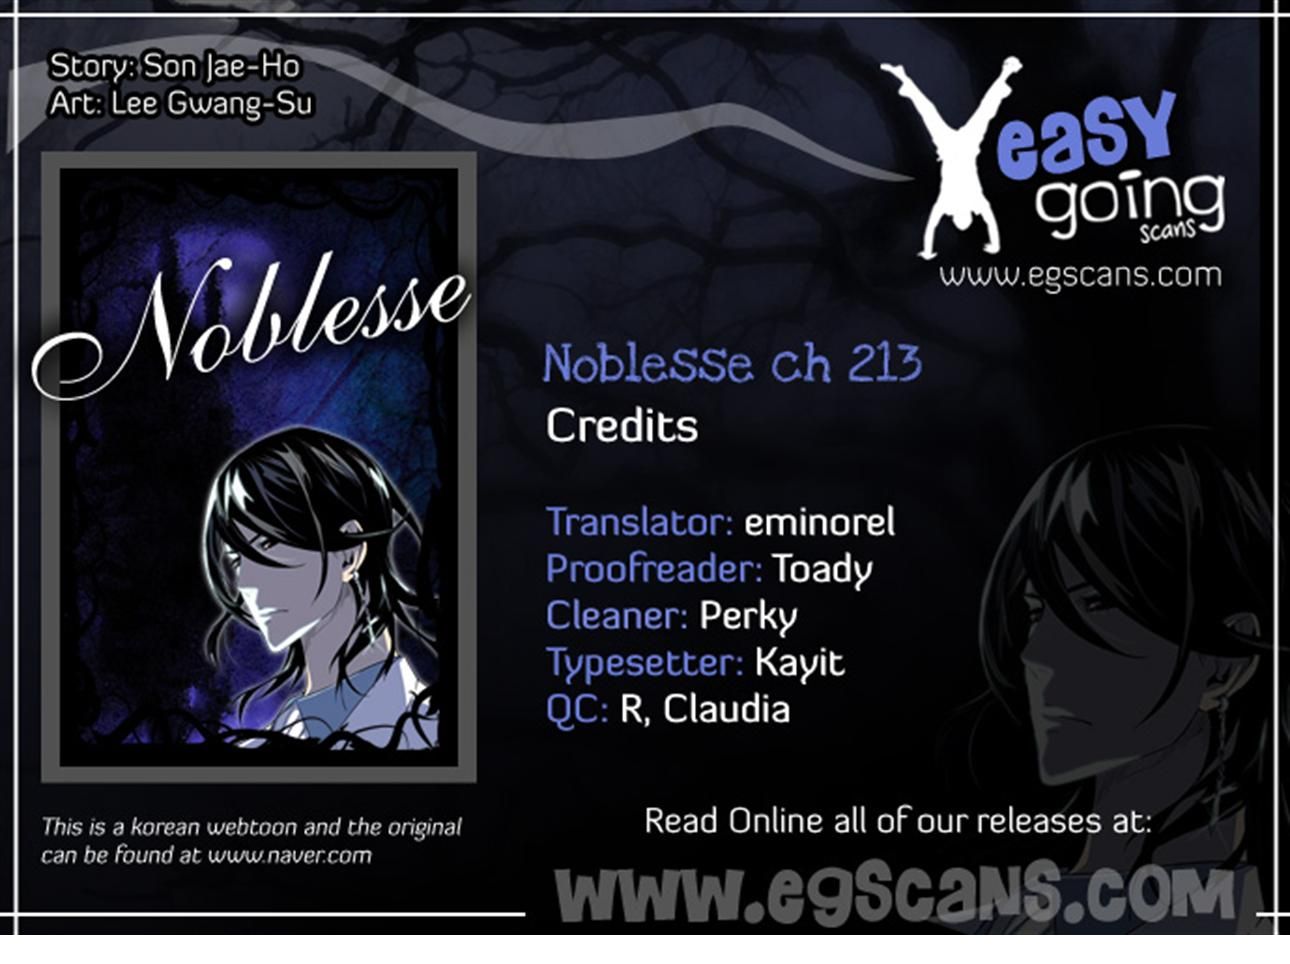 Story: Son Jae-Ho
Art: Lee Gwang-Su
easy
going
scans
www.egscans.com
Noblesse
Noblesse ch 213
Credits
Translator: eminorel
Proofreader: Toady
Cleaner: Perky
Typesetter: Kayit
QC: R, Claudia
This is a korean webtoon and the original
can be found at www.naver.com
Read Online all of our releases at:
www.egscans.com